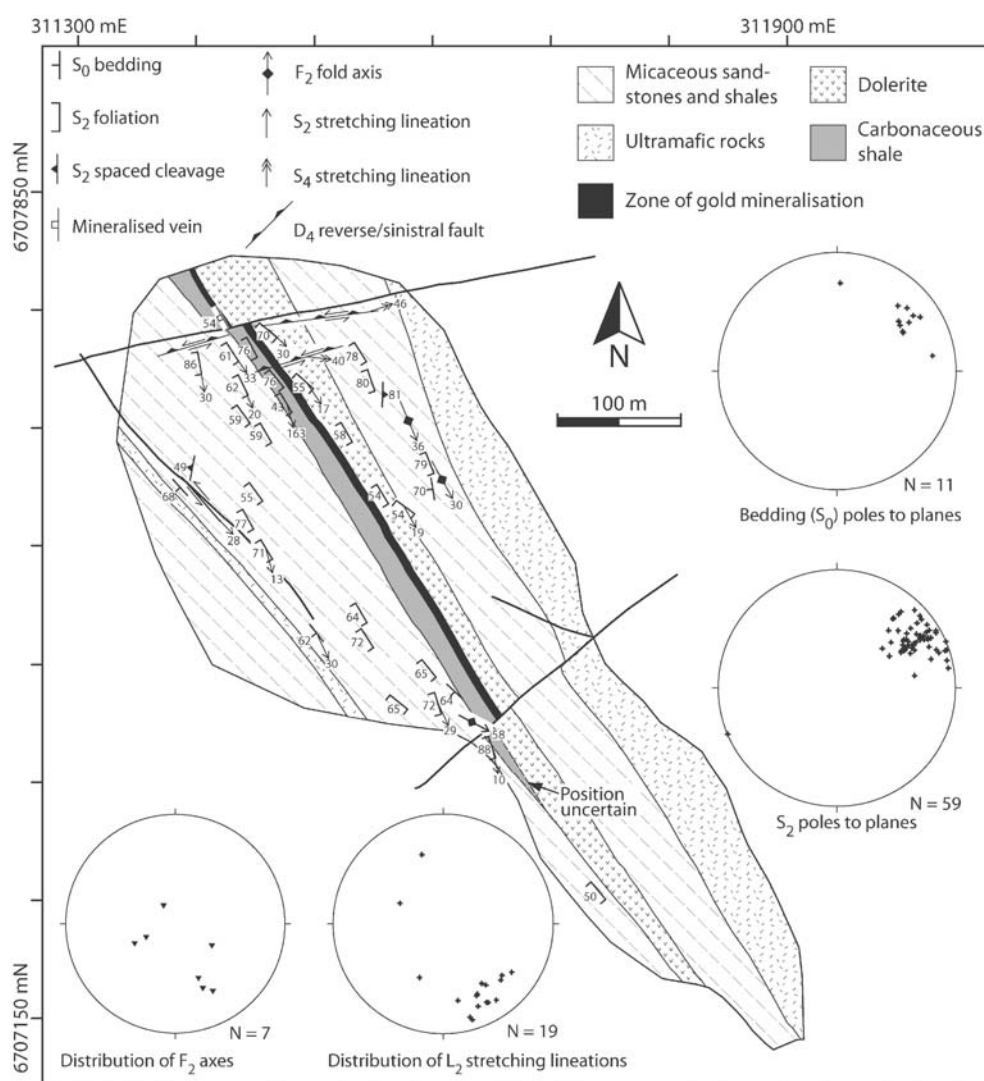 311300 mE
311900 mE
S0 bedding
S2 foliation
S2 spaced cleavage
Mineralised vein
F2 fold axis
S2 stretching lineation
S4 stretching lineation
D4 reverse/sinistral fault
Micaceous sand-
stones and shales
Ultramafic rocks
Dolerite
Carbonaceous
shale
Zone of gold mineralisation
6707850 mN
N
100 m
46
54
70
30
76
61
33
40
78
86
30
62
20
76
43
163
55
17
80
81
59
59
58
36
79
70
30
49
68
28
55
77
71
13
54
54
19
64
72
62
30
65
65
72
64
29
58
88
10
50
N = 11
Bedding (S0) poles to planes
N = 59
S2 poles to planes
Position
uncertain
6707150 mN
N = 7
Distribution of F2 axes
N = 19
Distribution of L2 stretching lineations